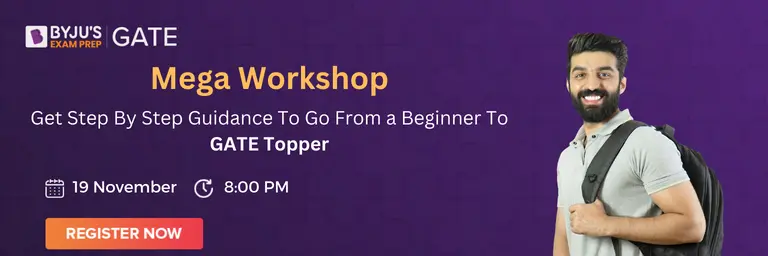 BYJU'S
EXAM PREP
GATE
Mega Workshop
Get Step By Step Guidance To Go From a Beginner To
GATE Topper
19 November 8:00 PM
REGISTER NOW